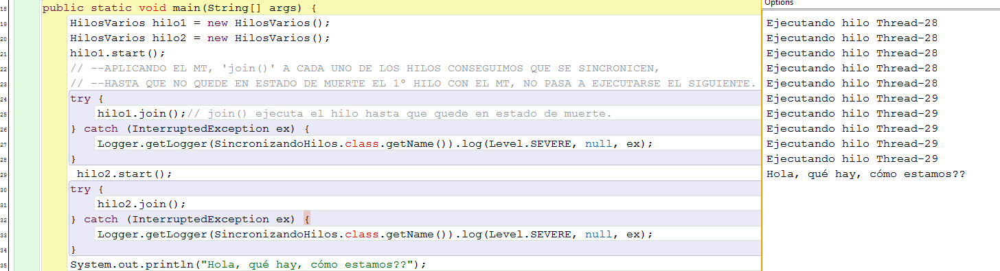 Options
18 public static void main(String[] args) {
19 HilosVarios hilo1 = new HilosVarios();
20 HilosVarios hilo2 = new HilosVarios();
21 hilo1.start();
22 // --APLICANDO EL MT, 'join()' A CADA UNO DE LOS HILOS CONSEGUIMOS QUE SE SINCRONICEN,
23 // --HASTA QUE NO QUEDE EN ESTADO DE MUERTE EL 1º HILO CON EL MT, NO PASA A EJECUTARSE EL SIGUIENTE.
24 try {
25 hilo1.join();// join() ejecuta el hilo hasta que quede en estado de muerte.
26 } catch (InterruptedException ex) {
27 Logger.getLogger(SincronizandoHilos.class.getName()).log(Level.SEVERE, null, ex);
28 }
29 hilo2.start();
30 try {
31 hilo2.join();
32 } catch (InterruptedException ex) {
33 Logger.getLogger(SincronizandoHilos.class.getName()).log(Level.SEVERE, null, ex);
34 }
35 System.out.println("Hola, qué hay, cómo estamos??");
Ejecutando hilo Thread-28
Ejecutando hilo Thread-28
Ejecutando hilo Thread-28
Ejecutando hilo Thread-28
Ejecutando hilo Thread-28
Ejecutando hilo Thread-29
Ejecutando hilo Thread-29
Ejecutando hilo Thread-29
Ejecutando hilo Thread-29
Ejecutando hilo Thread-29
Hola, qué hay, cómo estamos??